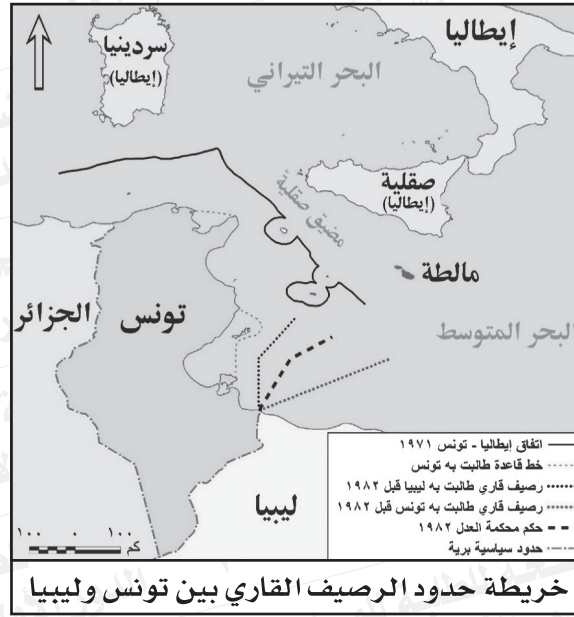 إيطاليا
سردينيا
(إيطاليا)
البحر التيراني
صقلية
(إيطاليا)
مضيق صقلية
مالطة
الجزائر
تونس
البحر المتوسط
ليبيا
اتفاق إيطاليا - تونس ١٩٧١
خط قاعدة طالبت به تونس
رصيف قاري طالبت به ليبيا قبل ١٩٨٢
رصيف قاري طالبت به تونس قبل ١٩٨٢
حكم محكمة العدل ١٩٨٢
حدود سياسية برية
١٠٠ ٠ ١٠٠
كم
خريطة حدود الرصيف القاري بين تونس وليبيا